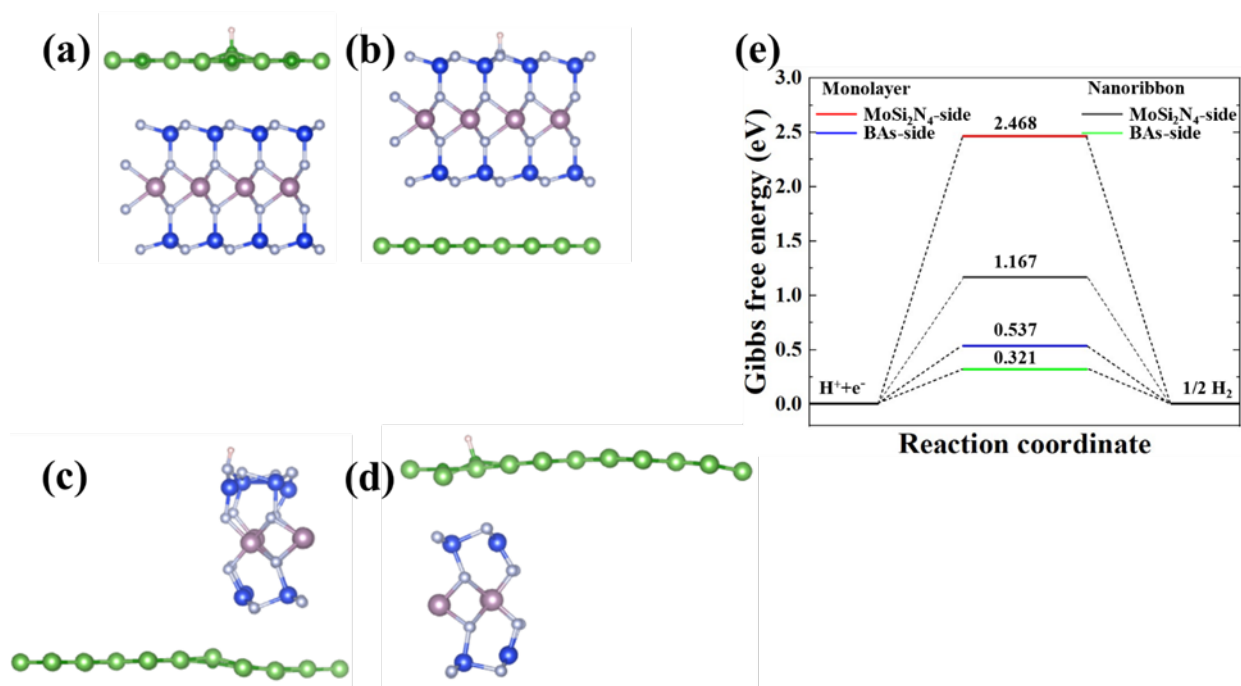 (a)
(b)
(c)
(d)
(e)
Gibbs free energy (eV)
3.0
2.5
2.0
1.5
1.0
0.5
0.0
Monolayer
MoSi₂N₄-side
BAs-side
Nanoribbon
MoSi₂N₄-side
BAs-side
2.468
1.167
0.537
0.321
H⁺+e⁻
1/2 H₂
Reaction coordinate